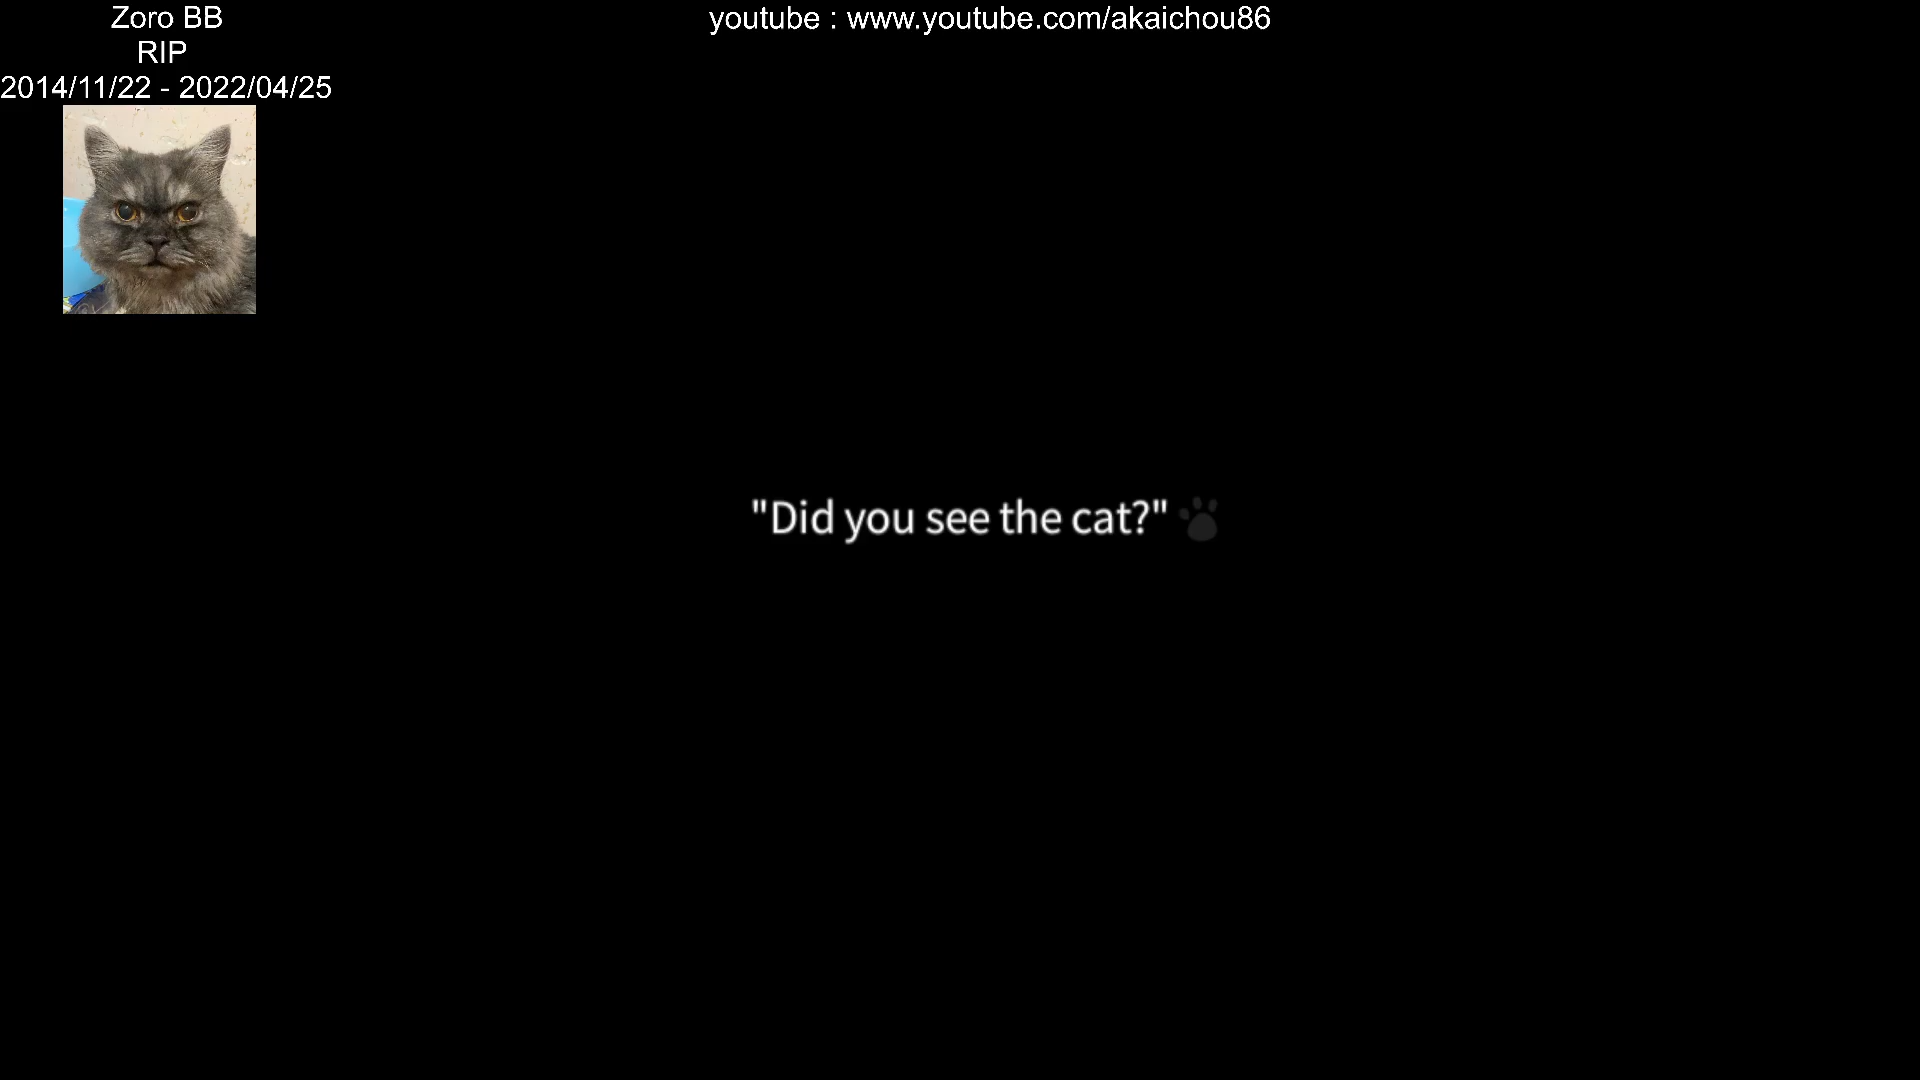 Zoro BB
RIP
2014/11/22 - 2022/04/25
youtube : www.youtube.com/akaichou86
"Did you see the cat?"